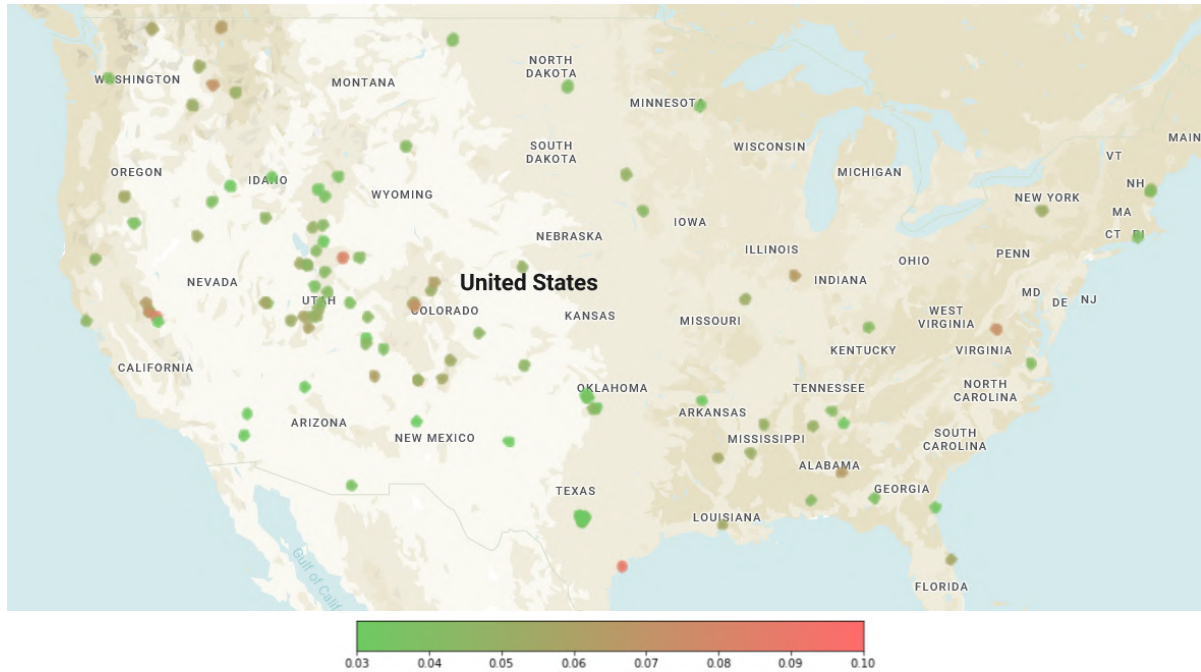 NORTH
DAKOTA
WASHINGTON
MONTANA
MINNESOTA
MAIN
SOUTH
DAKOTA
WISCONSIN
VT
OREGON
IDAHO
MICHIGAN
NH
WYOMING
NEW YORK
MA
IOWA
CT RI
NEBRASKA
ILLINOIS
PENN
OHIO
NEVADA
United States
INDIANA
MD
DE
NJ
UTAH
COLORADO
KANSAS
MISSOURI
WEST
VIRGINIA
KENTUCKY
VIRGINIA
CALIFORNIA
OKLAHOMA
TENNESSEE
NORTH
CAROLINA
ARKANSAS
ARIZONA
NEW MEXICO
MISSISSIPPI
SOUTH
CAROLINA
ALABAMA
TEXAS
GEORGIA
LOUISIANA
Gulf of Calif
FLORIDA
0.03 0.04 0.05 0.06 0.07 0.08 0.09 0.10